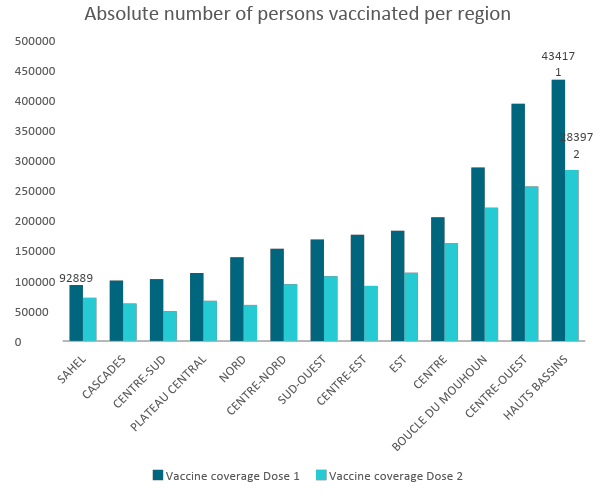 Absolute number of persons vaccinated per region
500000
450000
400000
350000
300000
250000
200000
150000
100000
50000
0
92889
43417
1
28397
2
SAHEL
CASCADES
CENTRE-SUD
PLATEAU CENTRAL
NORD
CENTRE-NORD
SUD-OUEST
CENTRE-EST
EST
CENTRE
BOUCLE DU MOUHOUN
CENTRE-OUEST
HAUTS BASSINS
Vaccine coverage Dose 1
Vaccine coverage Dose 2